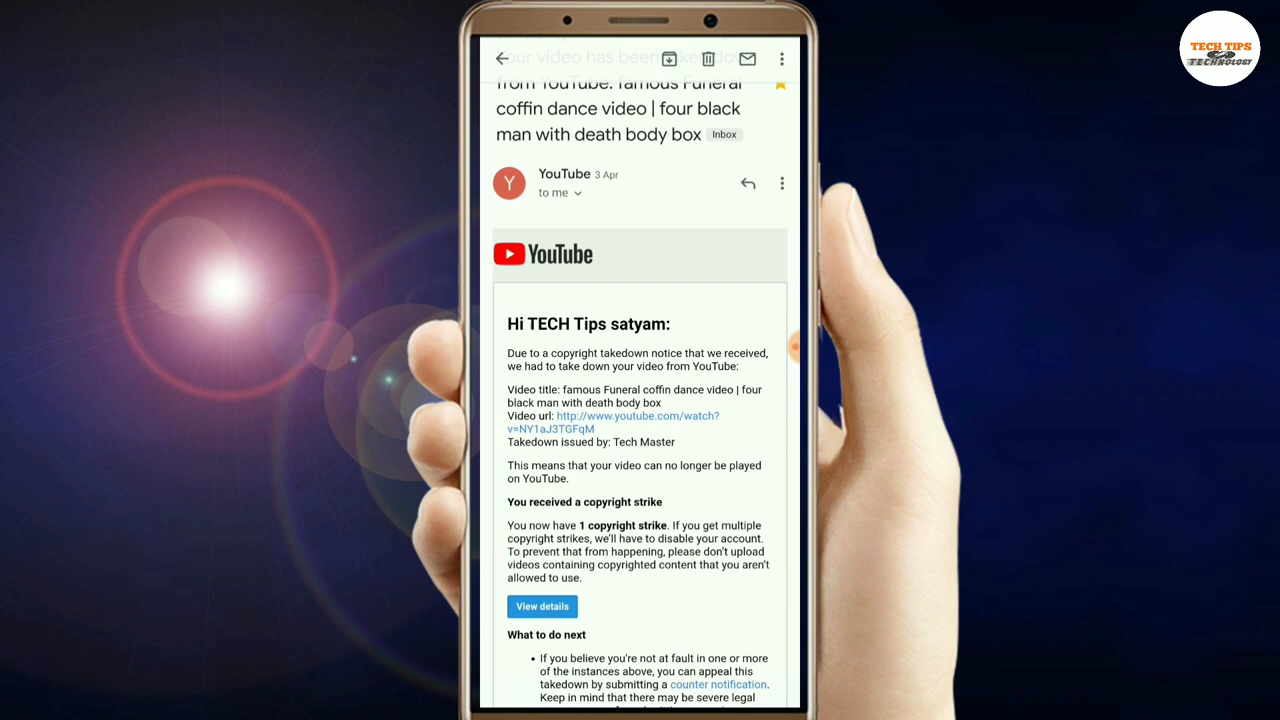 TECH TIPS
TECHNOLOGY
Your video has been taken down
from YouTube: famous Funeral
coffin dance video | four black
man with death body box Inbox
YouTube 3 Apr
Y
to me
YouTube
Hi TECH Tips satyam:
Due to a copyright takedown notice that we received,
we had to take down your video from YouTube:
Video title: famous Funeral coffin dance video | four
black man with death body box
Video url: http://www.youtube.com/watch?
v=NY1aJ3TGFqM
Takedown issued by: Tech Master
This means that your video can no longer be played
on YouTube.
You received a copyright strike
You now have 1 copyright strike. If you get multiple
copyright strikes, we'll have to disable your account.
To prevent that from happening, please don't upload
videos containing copyrighted content that you aren't
allowed to use.
View details
What to do next
• If you believe you're not at fault in one or more
of the instances above, you can appeal this
takedown by submitting a counter notification.
Keep in mind that there may be severe legal